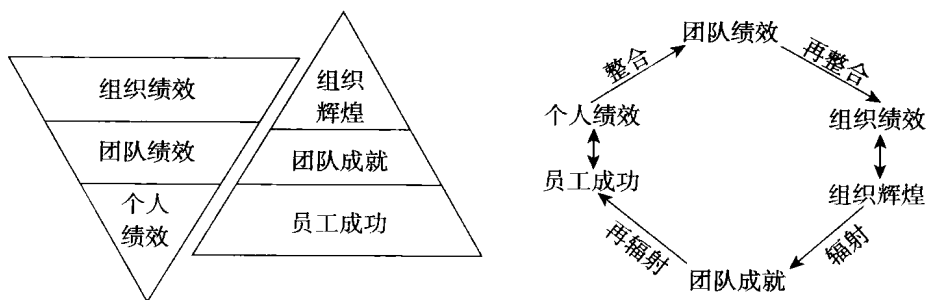 组织绩效
团队绩效
个人
绩效
组织
辉煌
团队成就
员工成功
团队绩效
整合
再整合
个人绩效
组织绩效
员工成功
组织辉煌
再辐射
辐射
团队成就